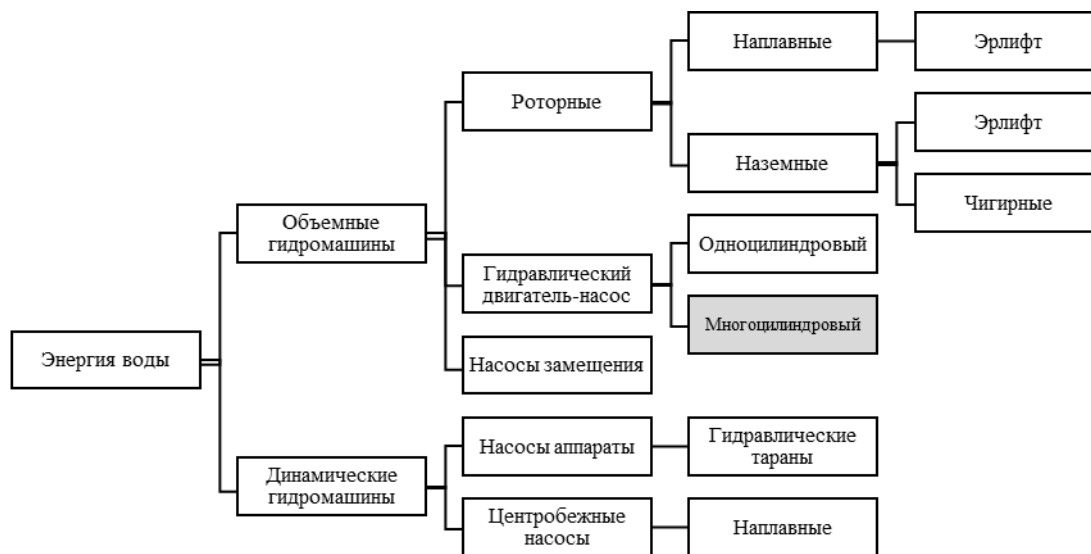 Наплавные
Эрлифт
Роторные
Эрлифт
Наземные
Чигирные
Объемные
гидромашины
Одноцилиндровый
Гидравлический
двигатель-насос
Многоцилиндровый
Энергия воды
Насосы замещения
Насосы аппараты
Гидравлические
тараны
Динамические
гидромашины
Центробежные
насосы
Наплавные